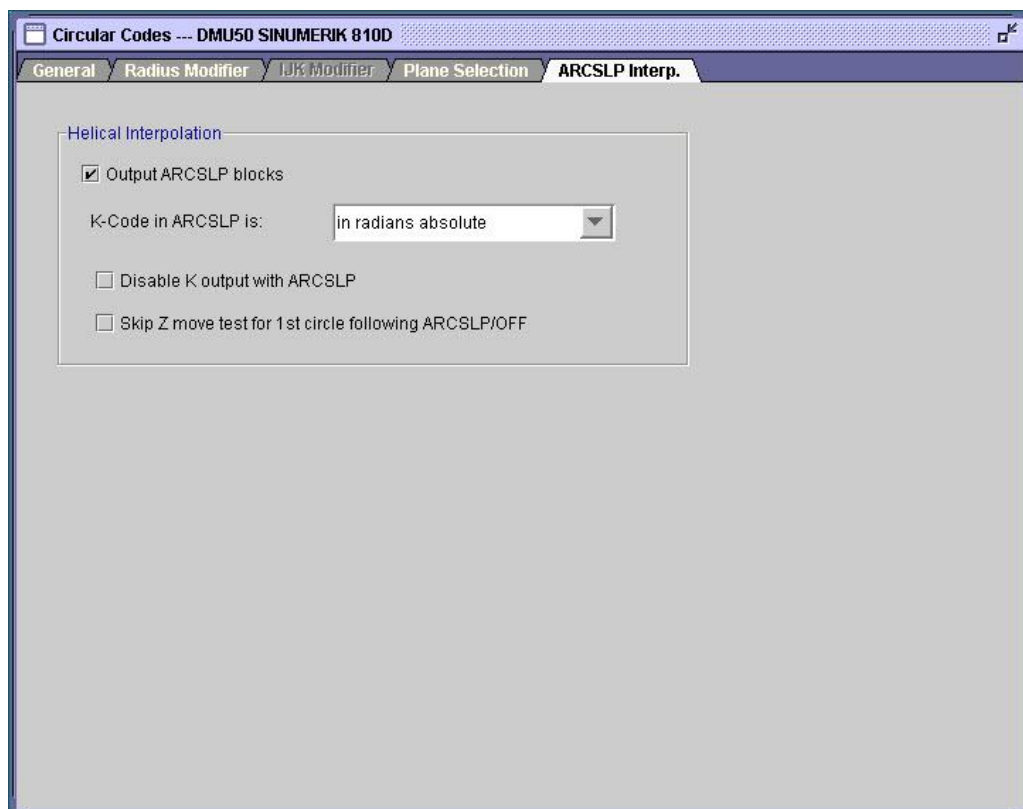 Circular Codes --- DMU50 SINUMERIK 810D
General Radius Modifier IJK Modifier Plane Selection ARCSLP Interp.
Helical Interpolation
Output ARCSLP blocks
K-Code in ARCSLP is: in radians absolute
Disable K output with ARCSLP
Skip Z move test for 1st circle following ARCSLP/OFF